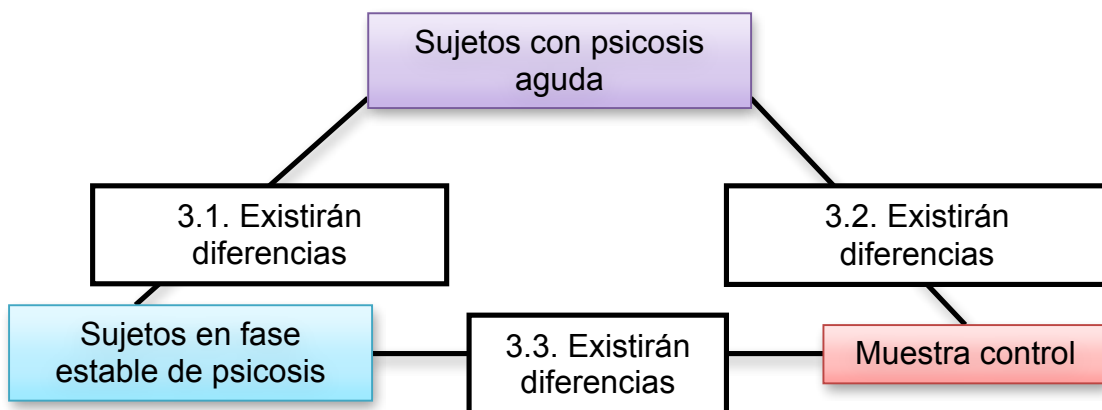 Sujetos con psicosis
aguda
3.1. Existirán
diferencias
3.2. Existirán
diferencias
Sujetos en fase
estable de psicosis
3.3. Existirán
diferencias
Muestra control